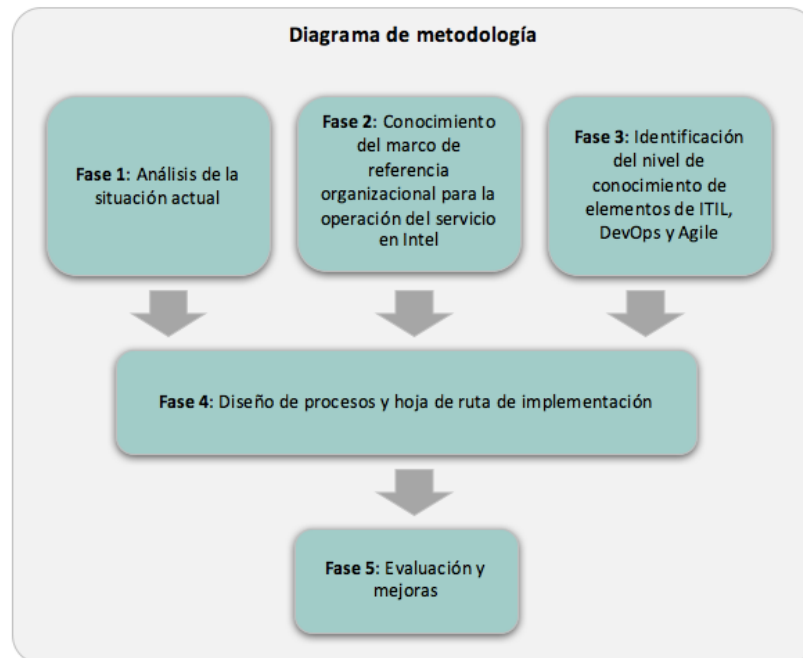 Diagrama de metodología
Fase 1: Análisis de la
situación actual
Fase 2: Conocimiento
del marco de
referencia
organizacional para la
operación del servicio
en Intel
Fase 3: Identificación
del nivel de
conocimiento de
elementos de ITIL,
DevOps y Agile
Fase 4: Diseño de procesos y hoja de ruta de implementación
Fase 5: Evaluación y
mejoras